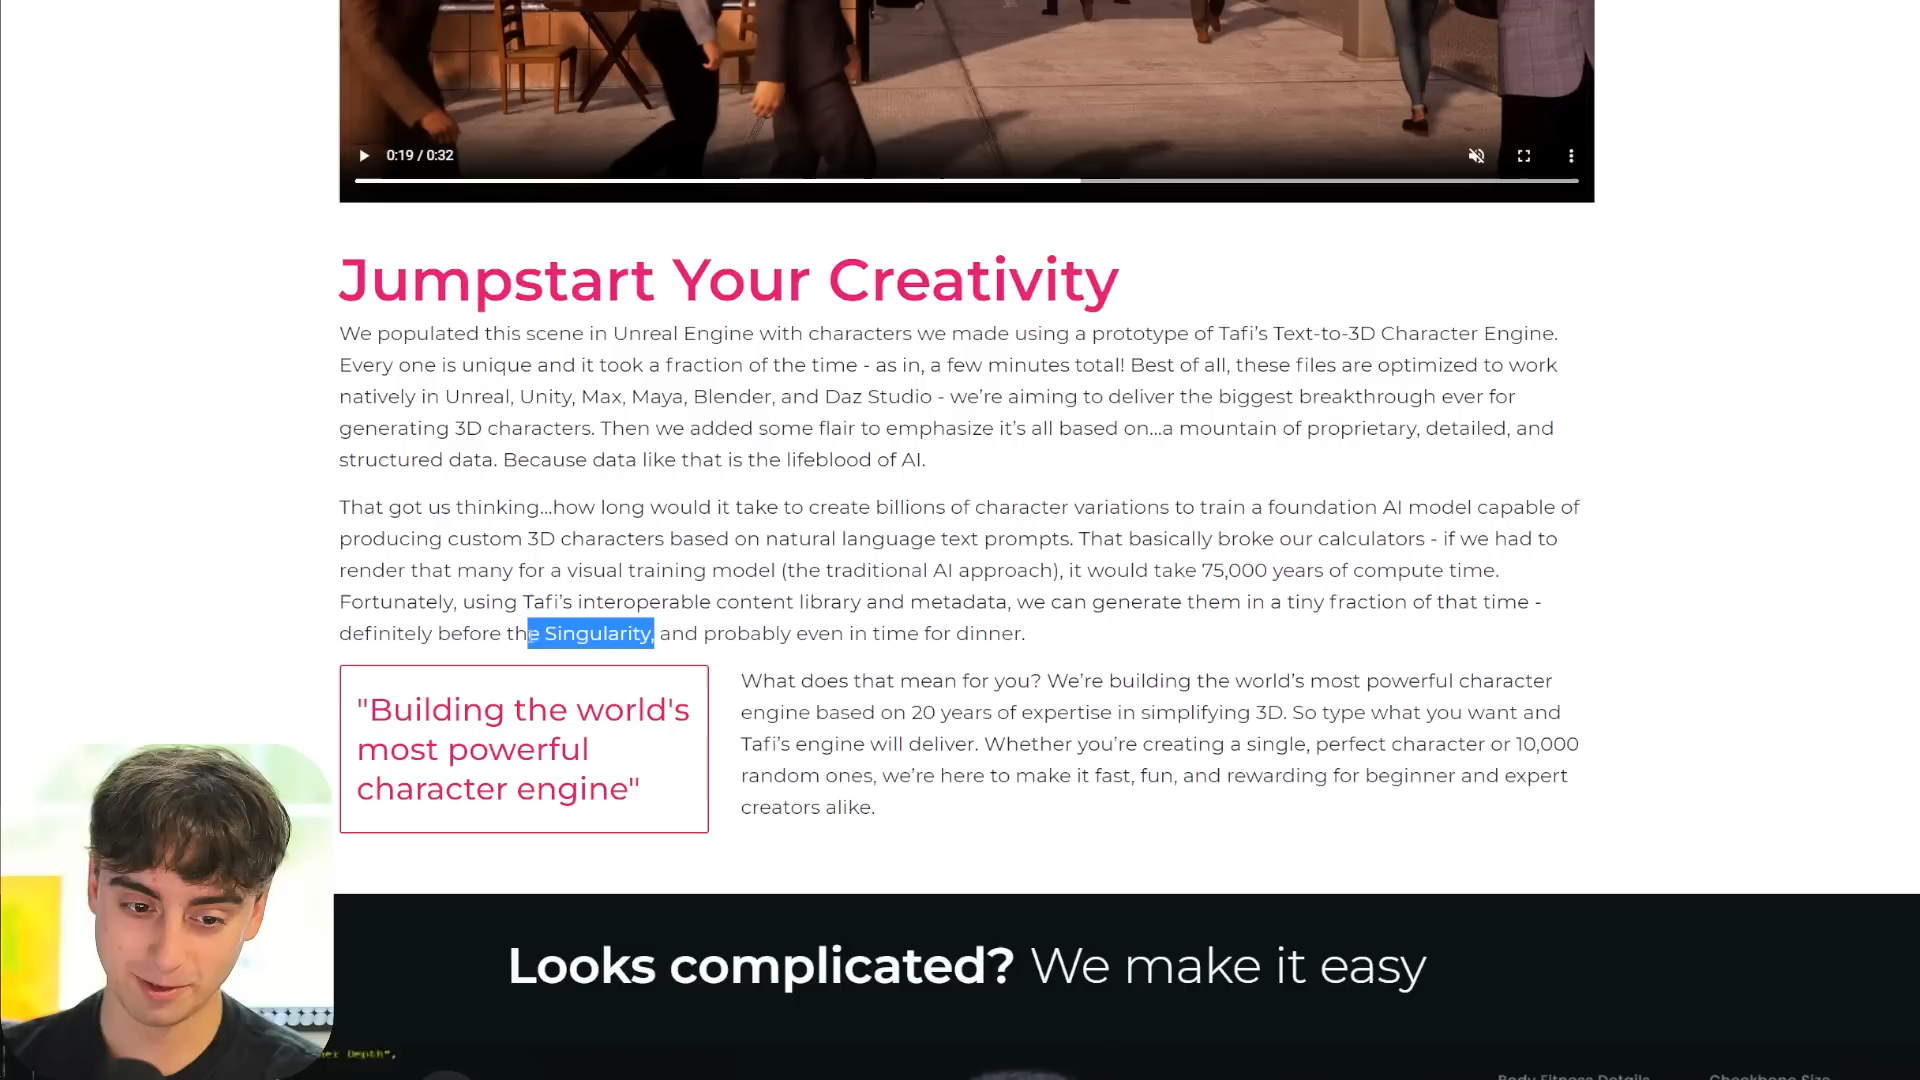 0:19 / 0:32
Jumpstart Your Creativity
We populated this scene in Unreal Engine with characters we made using a prototype of Tafi’s Text-to-3D Character Engine.
Every one is unique and it took a fraction of the time - as in, a few minutes total! Best of all, these files are optimized to work
natively in Unreal, Unity, Max, Maya, Blender, and Daz Studio - we’re aiming to deliver the biggest breakthrough ever for
generating 3D characters. Then we added some flair to emphasize it’s all based on...a mountain of proprietary, detailed, and
structured data. Because data like that is the lifeblood of AI.
That got us thinking...how long would it take to create billions of character variations to train a foundation AI model capable of
producing custom 3D characters based on natural language text prompts. That basically broke our calculators - if we had to
render that many for a visual training model (the traditional AI approach), it would take 75,000 years of compute time.
Fortunately, using Tafi’s interoperable content library and metadata, we can generate them in a tiny fraction of that time -
definitely before the Singularity, and probably even in time for dinner.
"Building the world's
most powerful
character engine"
What does that mean for you? We’re building the world’s most powerful character
engine based on 20 years of expertise in simplifying 3D. So type what you want and
Tafi’s engine will deliver. Whether you’re creating a single, perfect character or 10,000
random ones, we’re here to make it fast, fun, and rewarding for beginner and expert
creators alike.
Looks complicated? We make it easy
Depth",
Body Fitness Details
Cheekbone Size